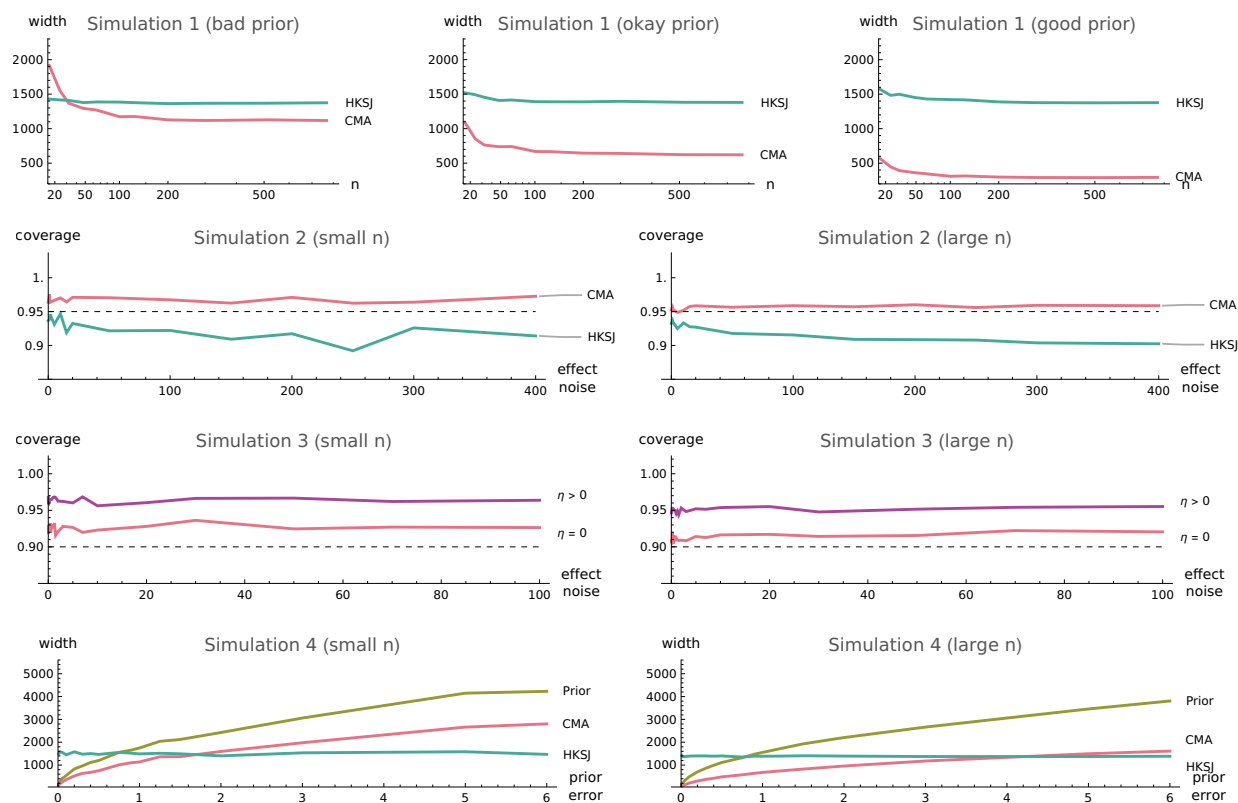 width Simulation 1 (bad prior)
2000
1500
1000
500
HKSJ
CMA
20 50 100 200 500 n
width Simulation 1 (okay prior)
2000
1500
1000
500
HKSJ
CMA
20 50 100 200 500 n
width Simulation 1 (good prior)
2000
1500
1000
500
HKSJ
CMA
20 50 100 200 500 n
coverage Simulation 2 (small n)
1.
0.95
0.9
CMA
HKSJ
effect
noise
0 100 200 300 400
coverage Simulation 2 (large n)
1.
0.95
0.9
CMA
HKSJ
effect
noise
0 100 200 300 400
coverage Simulation 3 (small n)
1.00
0.95
0.90
η > 0
η = 0
effect
noise
0 20 40 60 80 100
coverage Simulation 3 (large n)
1.00
0.95
0.90
η > 0
η = 0
effect
noise
0 20 40 60 80 100
width Simulation 4 (small n)
5000
4000
3000
2000
1000
Prior
CMA
HKSJ
prior
error
0 1 2 3 4 5 6
width Simulation 4 (large n)
5000
4000
3000
2000
1000
Prior
CMA
HKSJ
prior
error
0 1 2 3 4 5 6